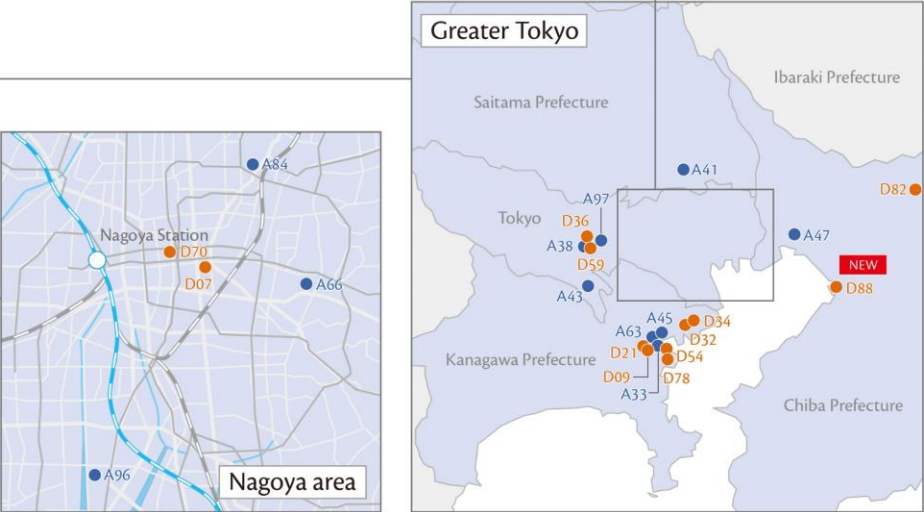 Greater Tokyo
Ibaraki Prefecture
Saitama Prefecture
A41
D82
A97
Tokyo
D36
A38
D59
A47
NEW
D88
A43
A45
A63
D34
D32
D21
D54
Kanagawa Prefecture
D09
D78
A33
Chiba Prefecture
A84
Nagoya Station
D70
D07
A66
A96
Nagoya area